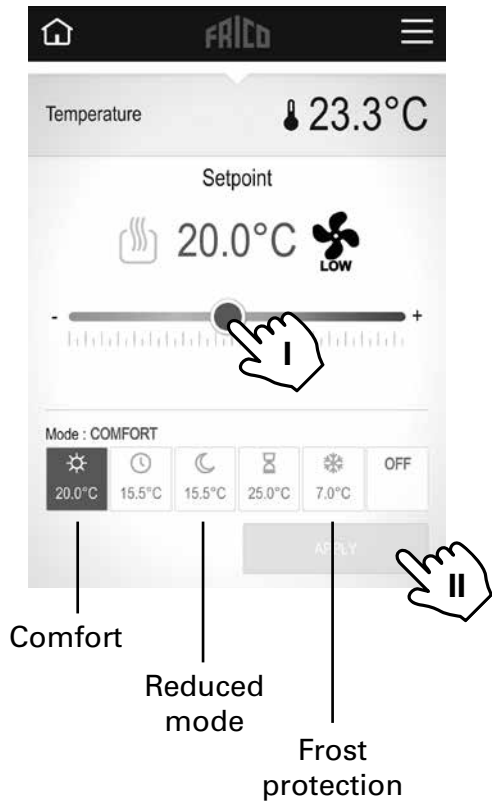 FRICO
Temperature 23.3°C
Setpoint
20.0°C
LOW
- +
I
Mode : COMFORT
20.0°C 15.5°C 15.5°C 25.0°C 7.0°C OFF
APPLY
II
Comfort
Reduced
mode
Frost
protection